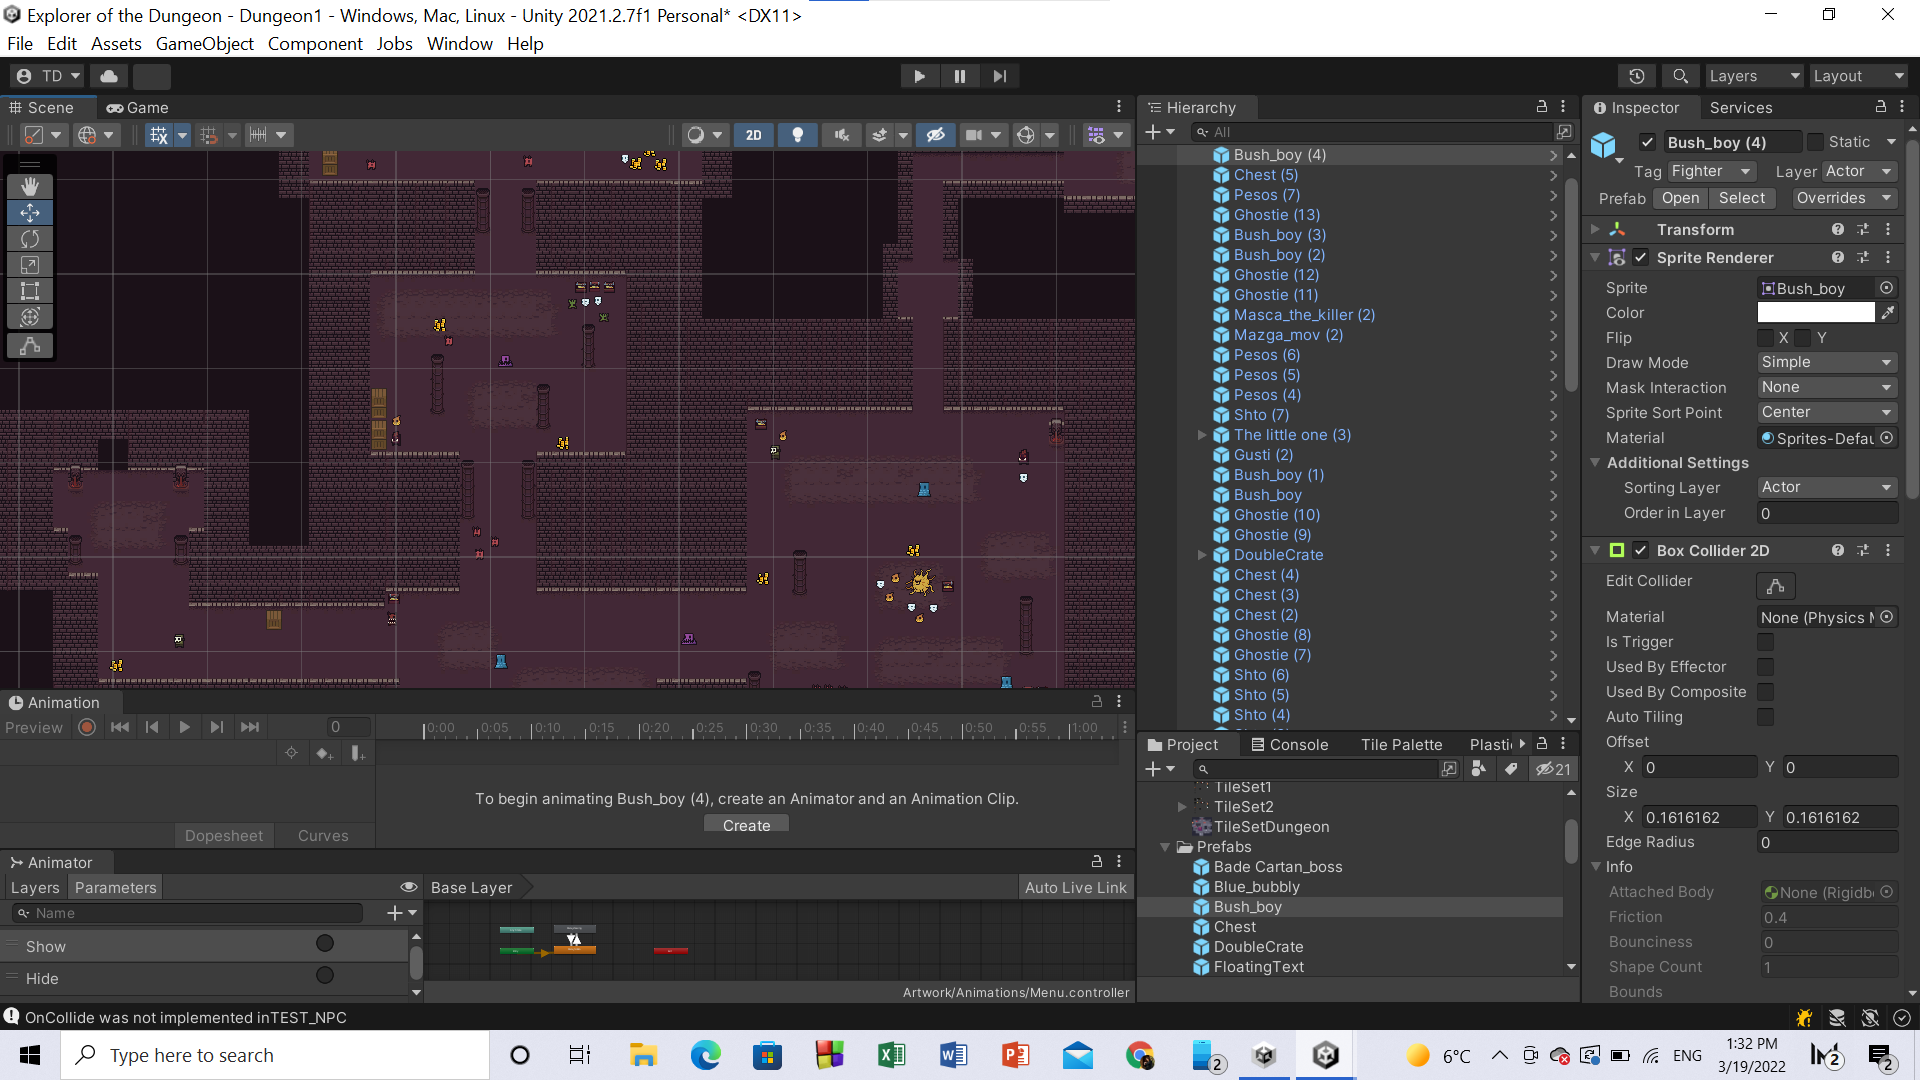 Explorer of the Dungeon - Dungeon1 - Windows, Mac, Linux - Unity 2021.2.7f1 Personal* <DX11>
File Edit Assets GameObject Component Jobs Window Help
TD
Layers
Layout
Scene
Game
2D
Hierarchy
All
Bush_boy (4)
Chest (5)
Pesos (7)
Ghostie (13)
Bush_boy (3)
Bush_boy (2)
Ghostie (12)
Ghostie (11)
Masca_the_killer (2)
Mazga_mov (2)
Pesos (6)
Pesos (5)
Pesos (4)
Shto (7)
The little one (3)
Gusti (2)
Bush_boy (1)
Bush_boy
Ghostie (10)
Ghostie (9)
DoubleCrate
Chest (4)
Chest (3)
Chest (2)
Ghostie (8)
Ghostie (7)
Shto (6)
Shto (5)
Shto (4)
Inspector
Services
Bush_boy (4)
Static
Tag Fighter
Layer Actor
Prefab Open Select Overrides
Transform
Sprite Renderer
Sprite Bush_boy
Color
Flip X Y
Draw Mode Simple
Mask Interaction None
Sprite Sort Point Center
Material Sprites-Defau
Additional Settings
Sorting Layer Actor
Order in Layer 0
Box Collider 2D
Edit Collider
Material None (Physics M
Is Trigger
Used By Effector
Used By Composite
Auto Tiling
Offset
X 0 Y 0
Size
X 0.1616162 Y 0.1616162
Edge Radius 0
Info
Attached Body None (Rigidb
Friction 0.4
Bounciness 0
Shape Count 1
Bounds
Animation
Preview
0
0:00 0:05 0:10 0:15 0:20 0:25 0:30 0:35 0:40 0:45 0:50 0:55 1:00
To begin animating Bush_boy (4), create an Animator and an Animation Clip.
Create
Dopesheet Curves
Animator
Layers Parameters
Base Layer
Auto Live Link
Name
Show
Hide
Artwork/Animations/Menu.controller
Project Console Tile Palette Plasti
21
TileSet1
TileSet2
TileSetDungeon
Prefabs
Bade Cartan_boss
Blue_bubbly
Bush_boy
Chest
DoubleCrate
FloatingText
OnCollide was not implemented inTEST_NPC
Type here to search
2
6°C
ENG
1:32 PM
3/19/2022
2
2